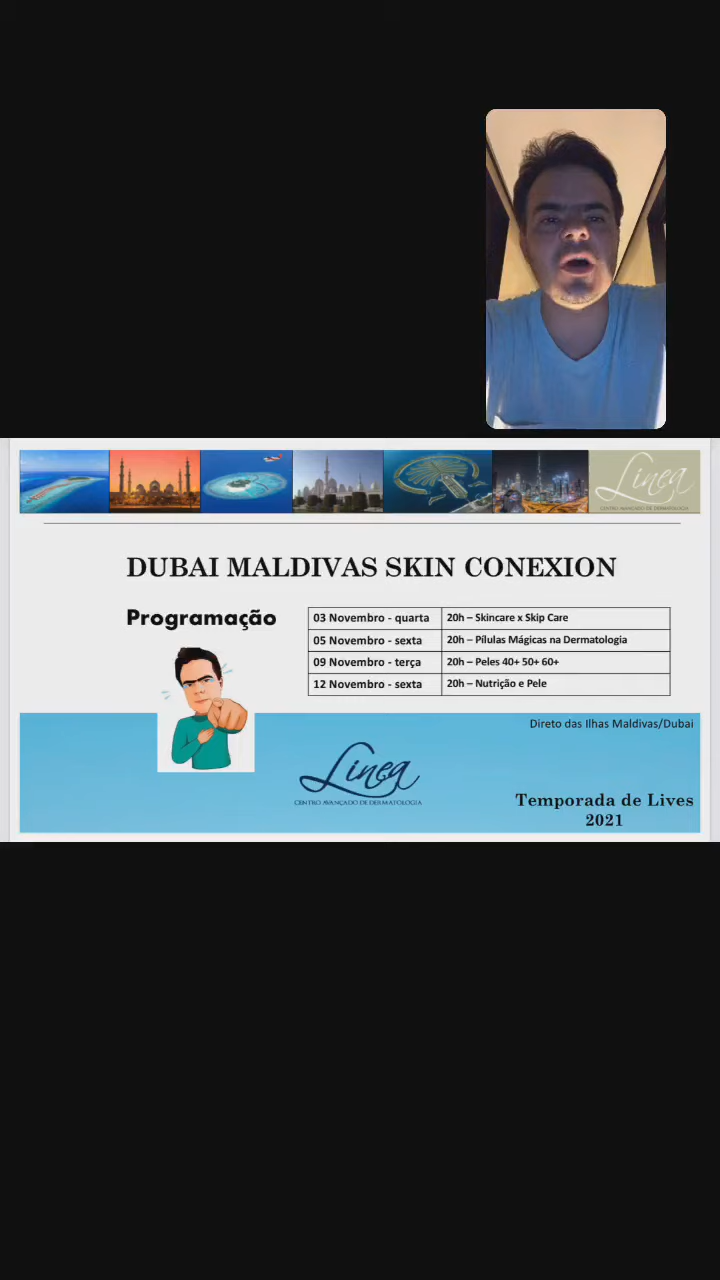 Linea
CENTRO AVANÇADO DE DERMATOLOGIA
DUBAI MALDIVAS SKIN CONEXION
Programação
03 Novembro - quarta 20h – Skincare x Skip Care
05 Novembro - sexta 20h – Pílulas Mágicas na Dermatologia
09 Novembro - terça 20h – Peles 40+ 50+ 60+
12 Novembro - sexta 20h – Nutrição e Pele
Direto das Ilhas Maldivas/Dubai
Linea
CENTRO AVANÇADO DE DERMATOLOGIA
Temporada de Lives
2021